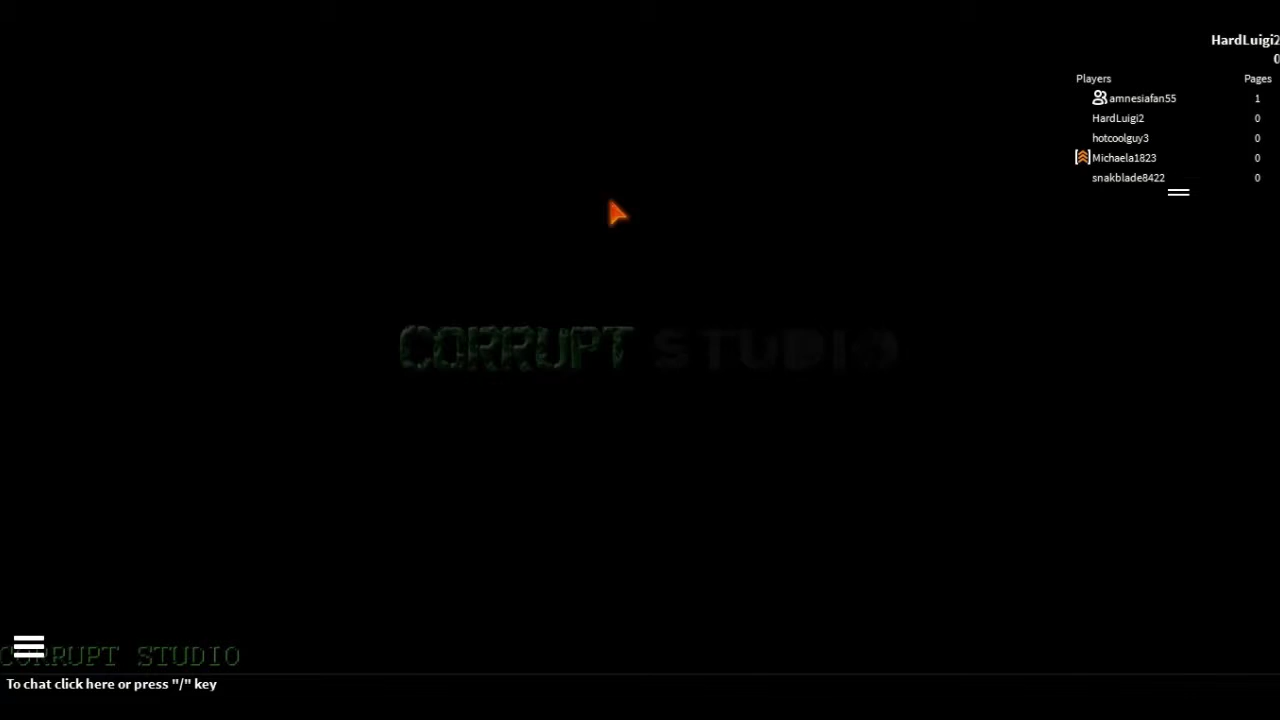 HardLuigi2
0
Players Pages
amnesiafan55 1
HardLuigi2 0
hotcoolguy3 0
Michaela1823 0
snakblade8422 0
CORRUPT STUDIO
CORRUPT STUDIO
To chat click here or press "/" key